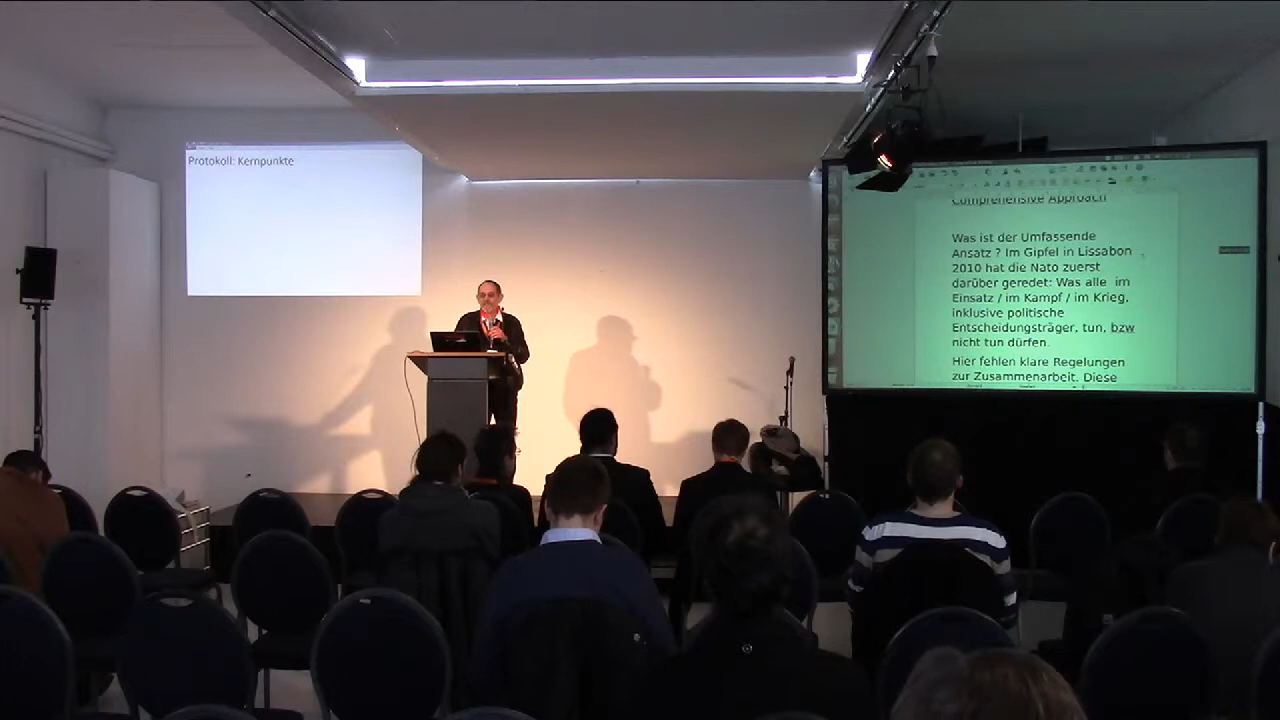 Protokoll: Kernpunkte
Comprehensive Approach
Was ist der Umfassende
Ansatz ? Im Gipfel in Lissabon
2010 hat die Nato zuerst
darüber geredet: Was alle im
Einsatz / im Kampf / im Krieg,
inklusive politische
Entscheidungsträger, tun, bzw
nicht tun dürfen.
Hier fehlen klare Regelungen
zur Zusammenarbeit. Diese